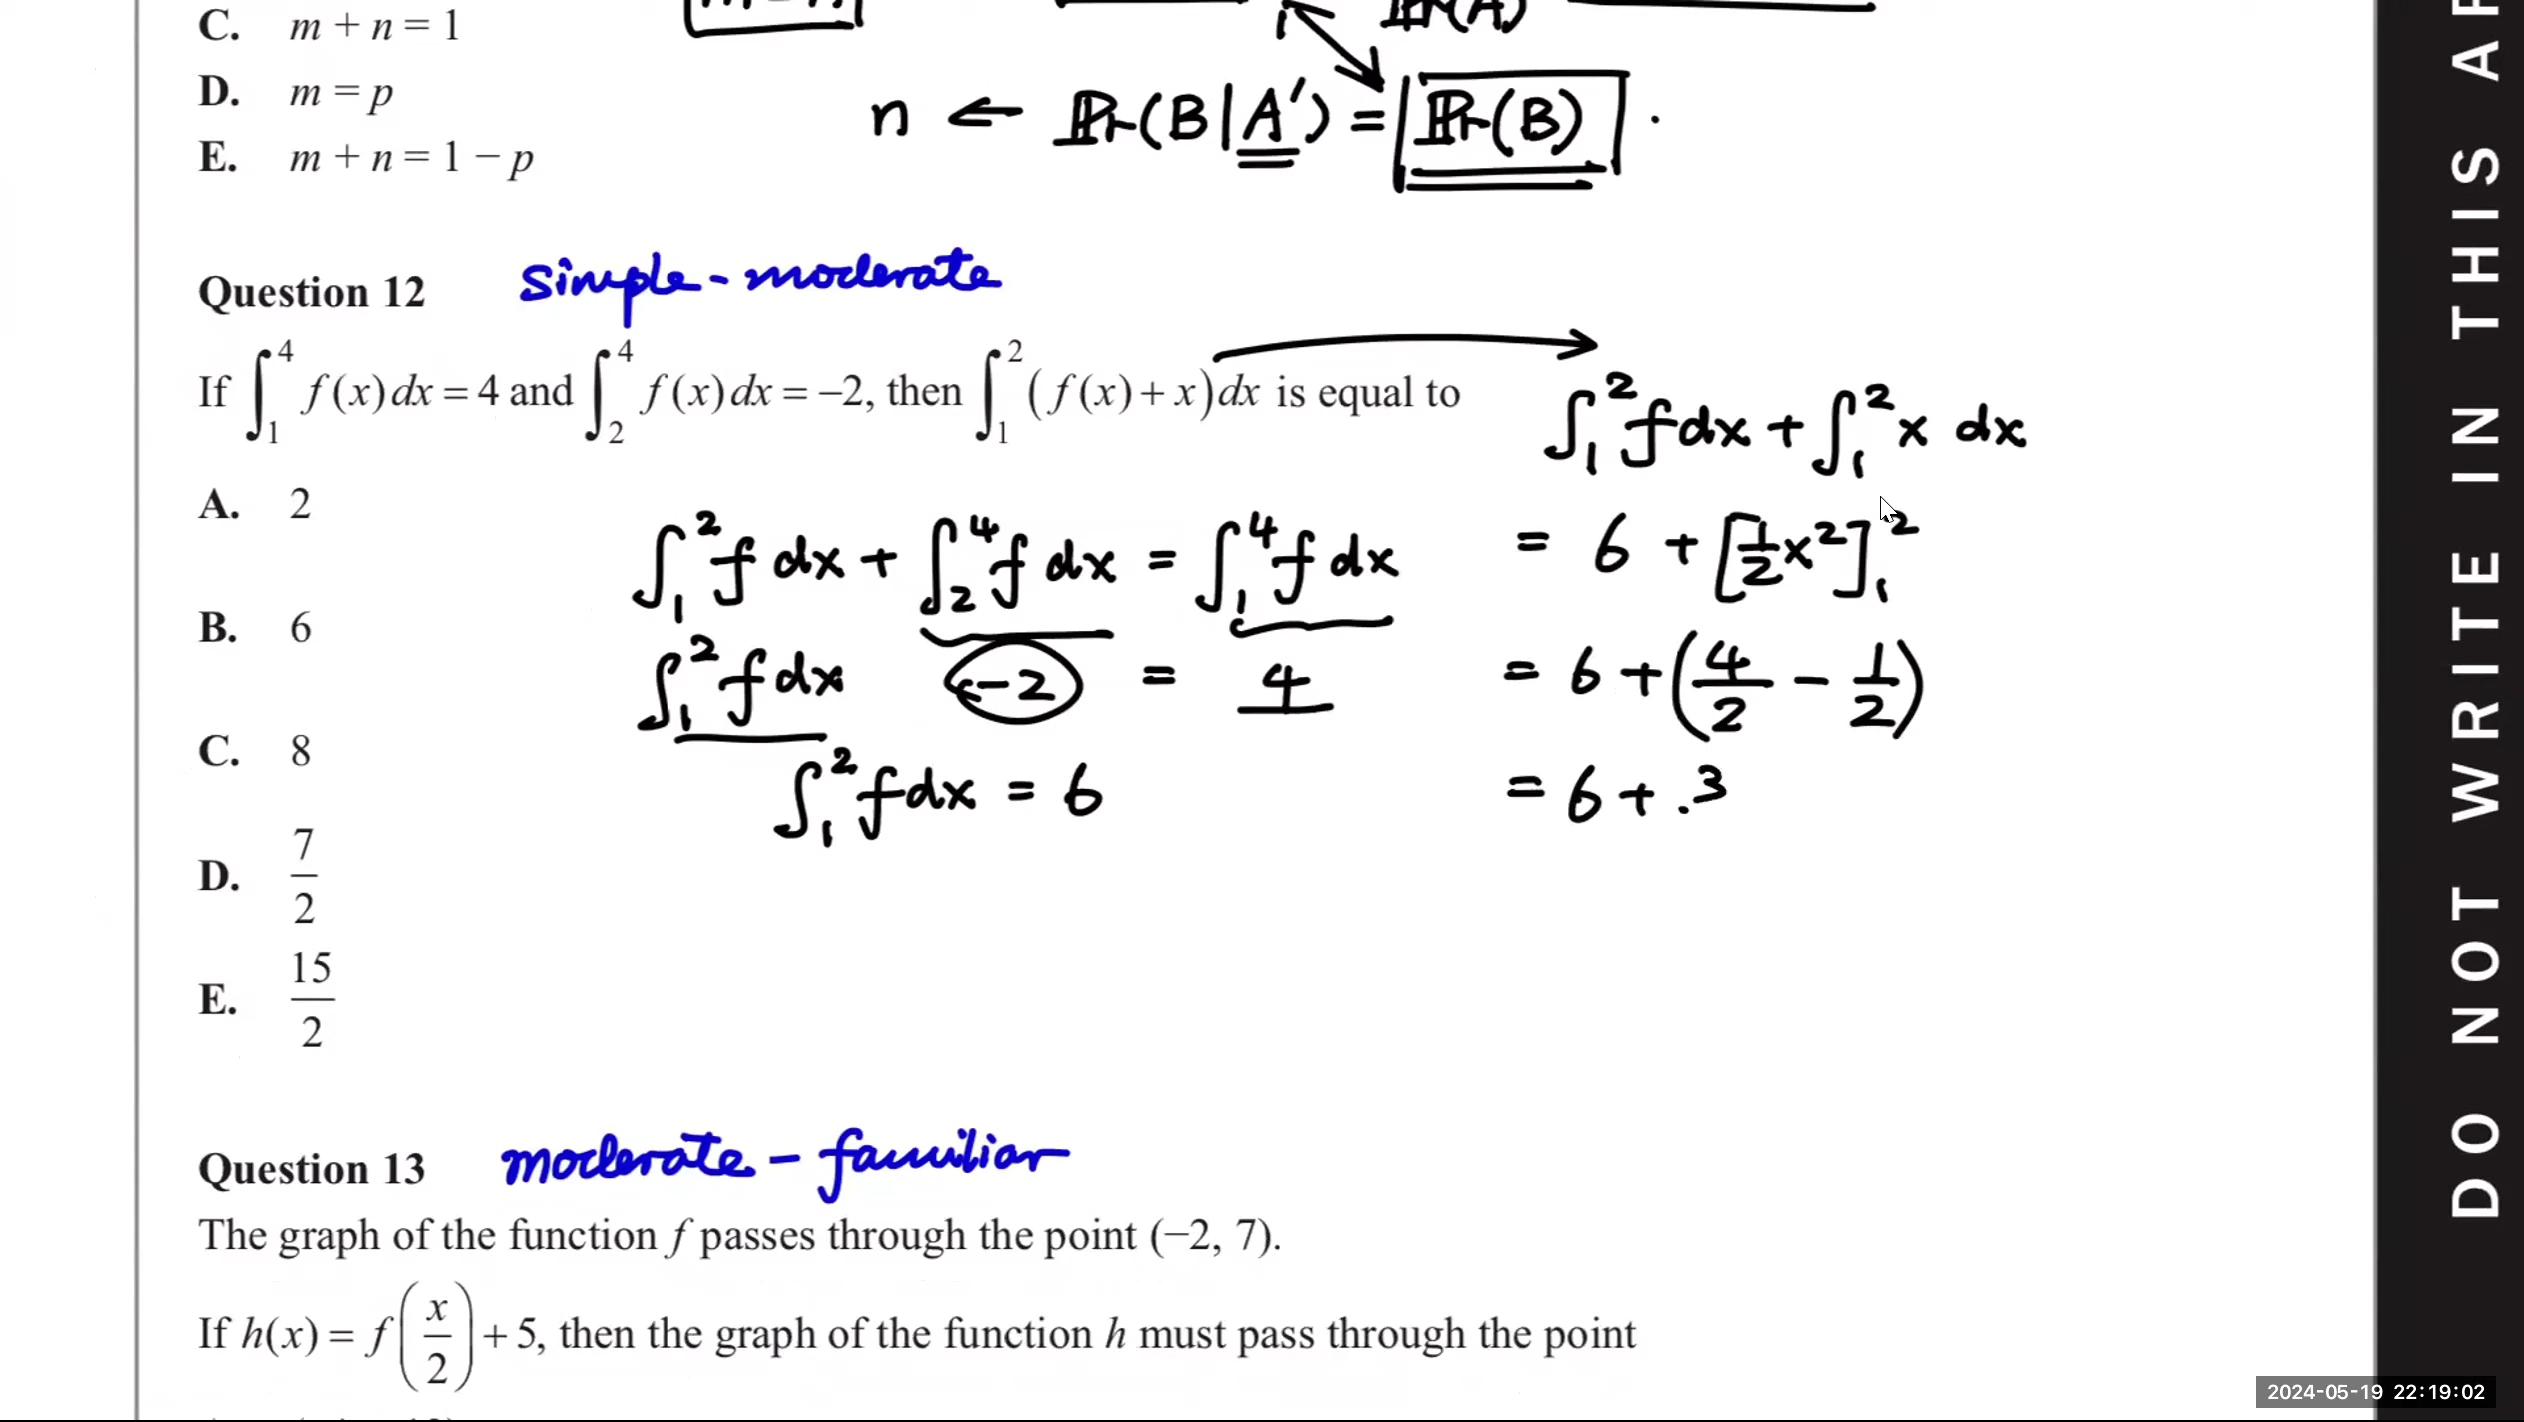 C. m + n = 1
D. m = p
E. m + n = 1 − p
n ← Pr(B|A′) = Pr(B) .
Question 12 simple - moderate
If ∫₁⁴ f(x) dx = 4 and ∫₂⁴ f(x) dx = −2, then ∫₁² (f(x) + x) dx is equal to
∫₁² f dx + ∫₁² x dx
A. 2
∫₁² f dx + ∫₂⁴ f dx = ∫₁⁴ f dx
= 6 + [1/2 x²]₁²
B. 6
∫₁² f dx −2 = 4
= 6 + (4/2 − 1/2)
C. 8
∫₁² f dx = 6
= 6 + .3
D. 7/2
E. 15/2
Question 13 moderate - familiar
The graph of the function f passes through the point (−2, 7).
If h(x) = f(x/2) + 5, then the graph of the function h must pass through the point
DO NOT WRITE IN THIS AR
2024-05-19 22:19:02